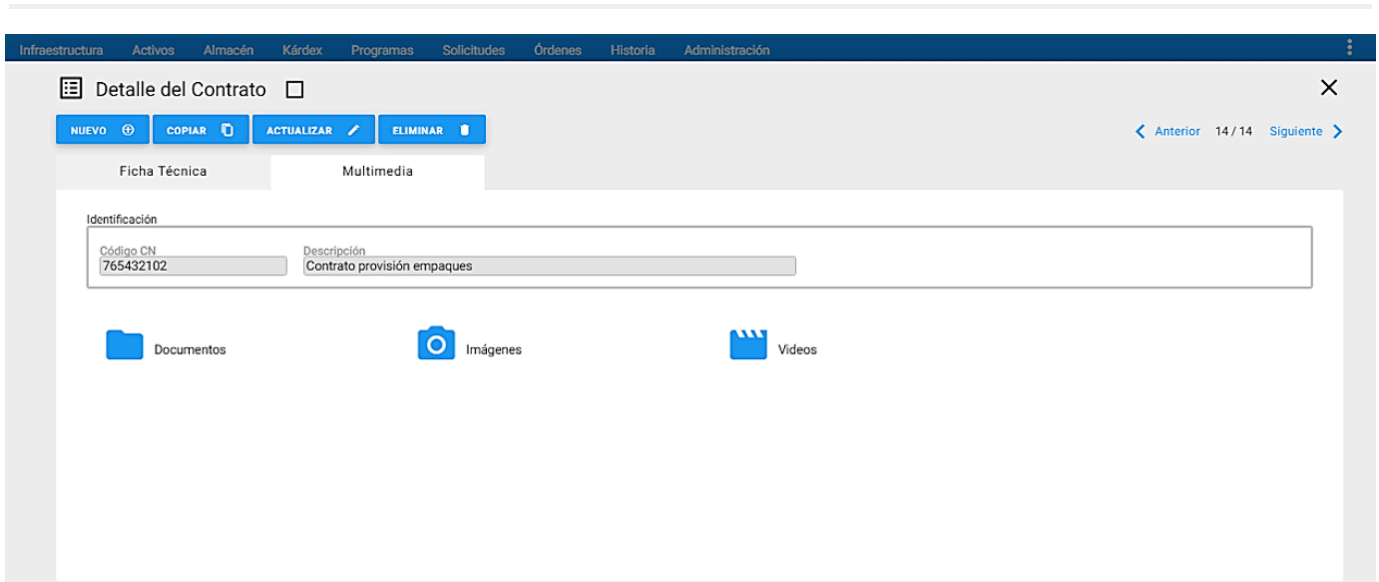 Infraestructura Activos Almacén Kárdex Programas Solicitudes Órdenes Historia Administración
Detalle del Contrato
NUEVO COPIAR ACTUALIZAR ELIMINAR Anterior 14 / 14 Siguiente
Ficha Técnica Multimedia
Identificación
Código CN Descripción
765432102 Contrato provisión empaques
Documentos Imágenes Videos